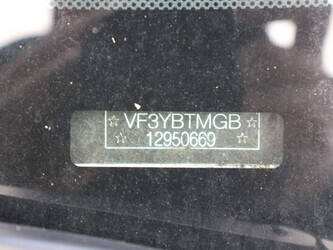 ☆ VF3YBTMGB ☆
☆ 12950669 ☆